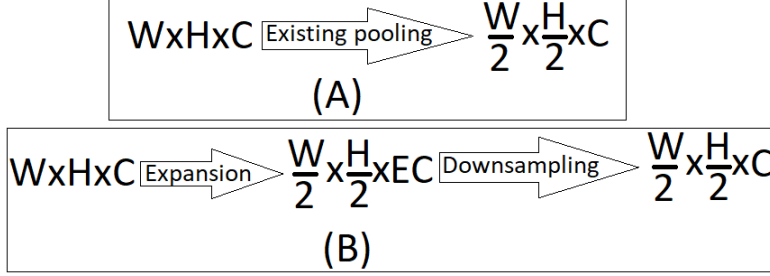 WxHxC Existing pooling W/2 x H/2 xC
(A)
WxHxC Expansion W/2 x H/2 xEC Downsampling W/2 x H/2 xC
(B)